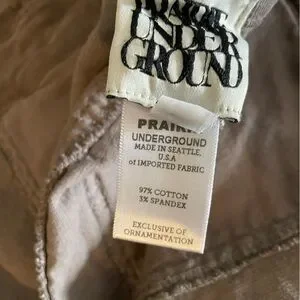 UNDER
GROUND
PRAIRIE
UNDERGROUND
MADE IN SEATTLE,
U.S.A
of IMPORTED FABRIC
97% COTTON
3% SPANDEX
EXCLUSIVE OF
ORNAMENTATION